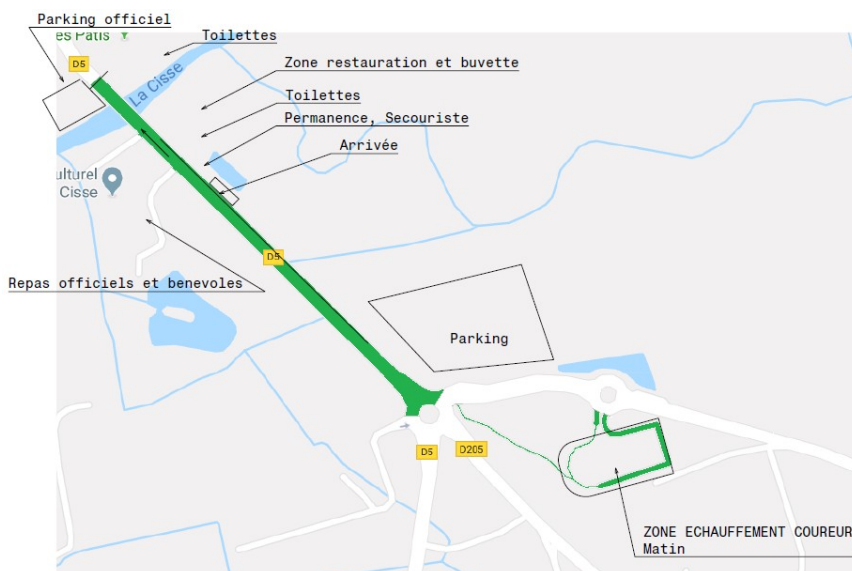 Parking officiel
es Patis
Toilettes
D5
La Cisse
Zone restauration et buvette
Toilettes
Permanence, Secouriste
Arrivée
ulturel
Cisse
D5
Repas officiels et benevoles
Parking
D5
D205
ZONE ECHAUFFEMENT COUREUR
Matin